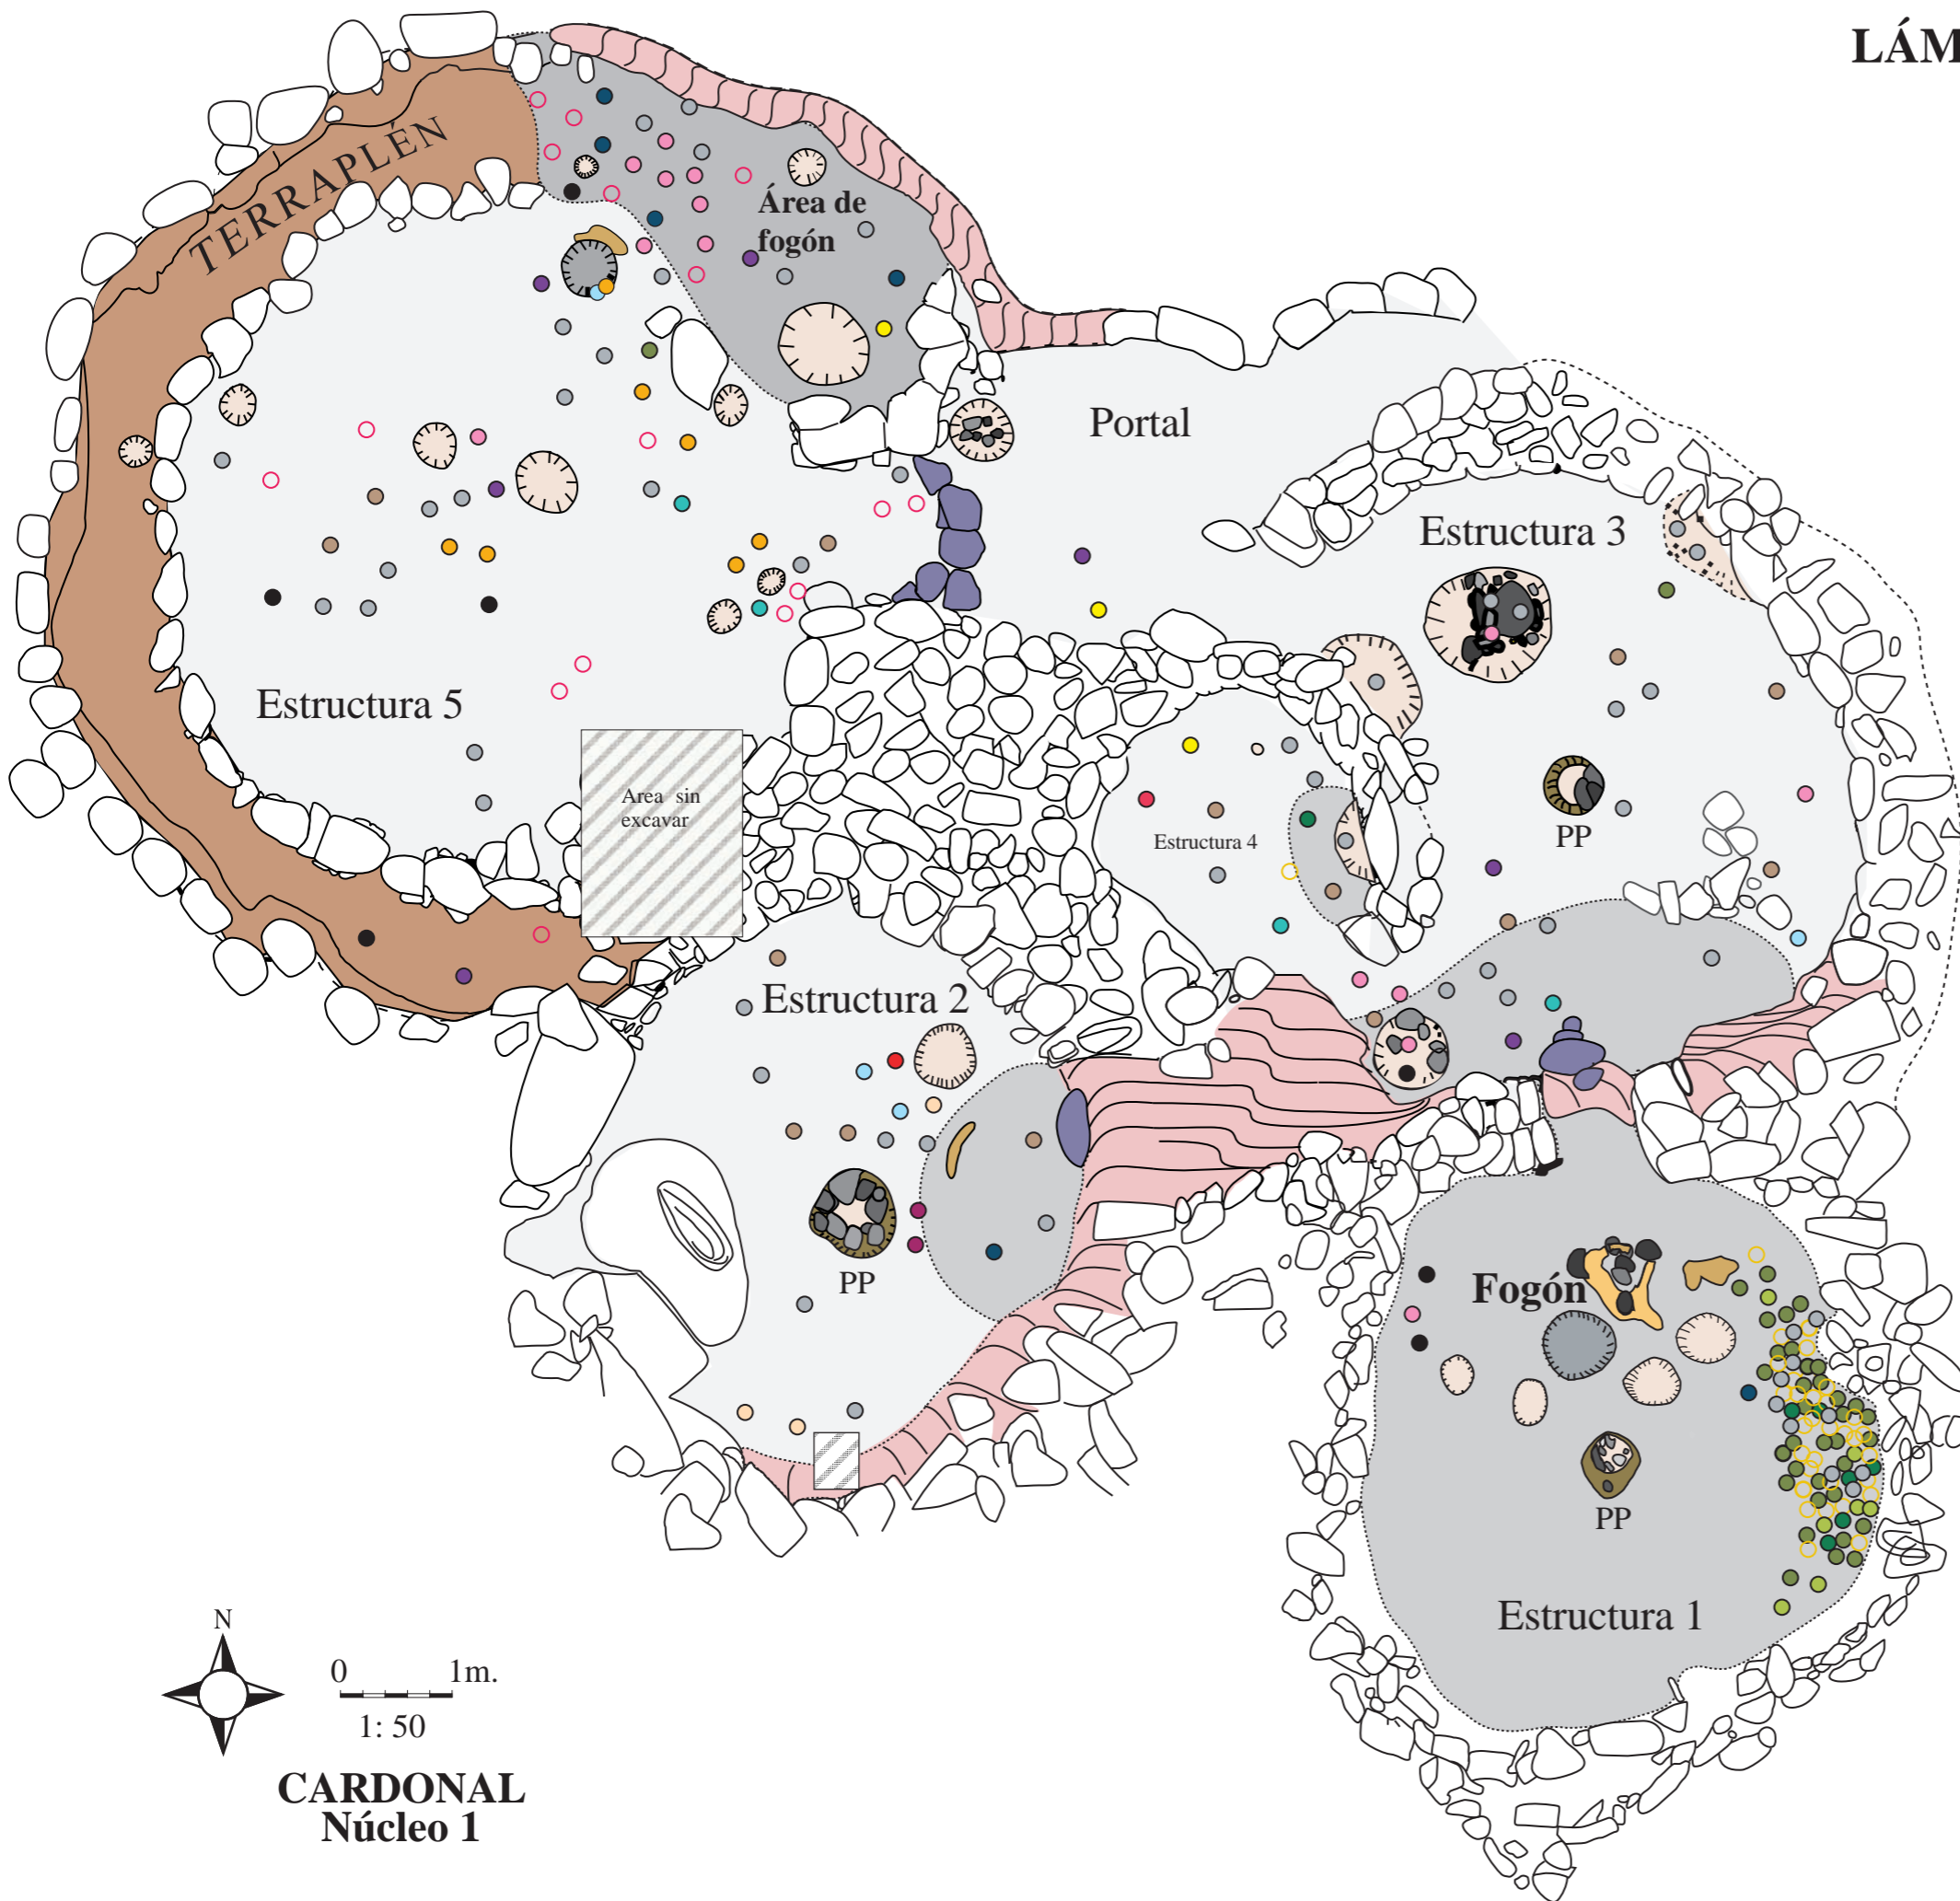 LÁM
TERRAPLÉN
Área de
fogón
Portal
Estructura 3
Estructura 5
Area sin
excavar
Estructura 4
PP
Estructura 2
PP
Fogón
PP
Estructura 1
N
0 1m.
1: 50
CARDONAL
Núcleo 1